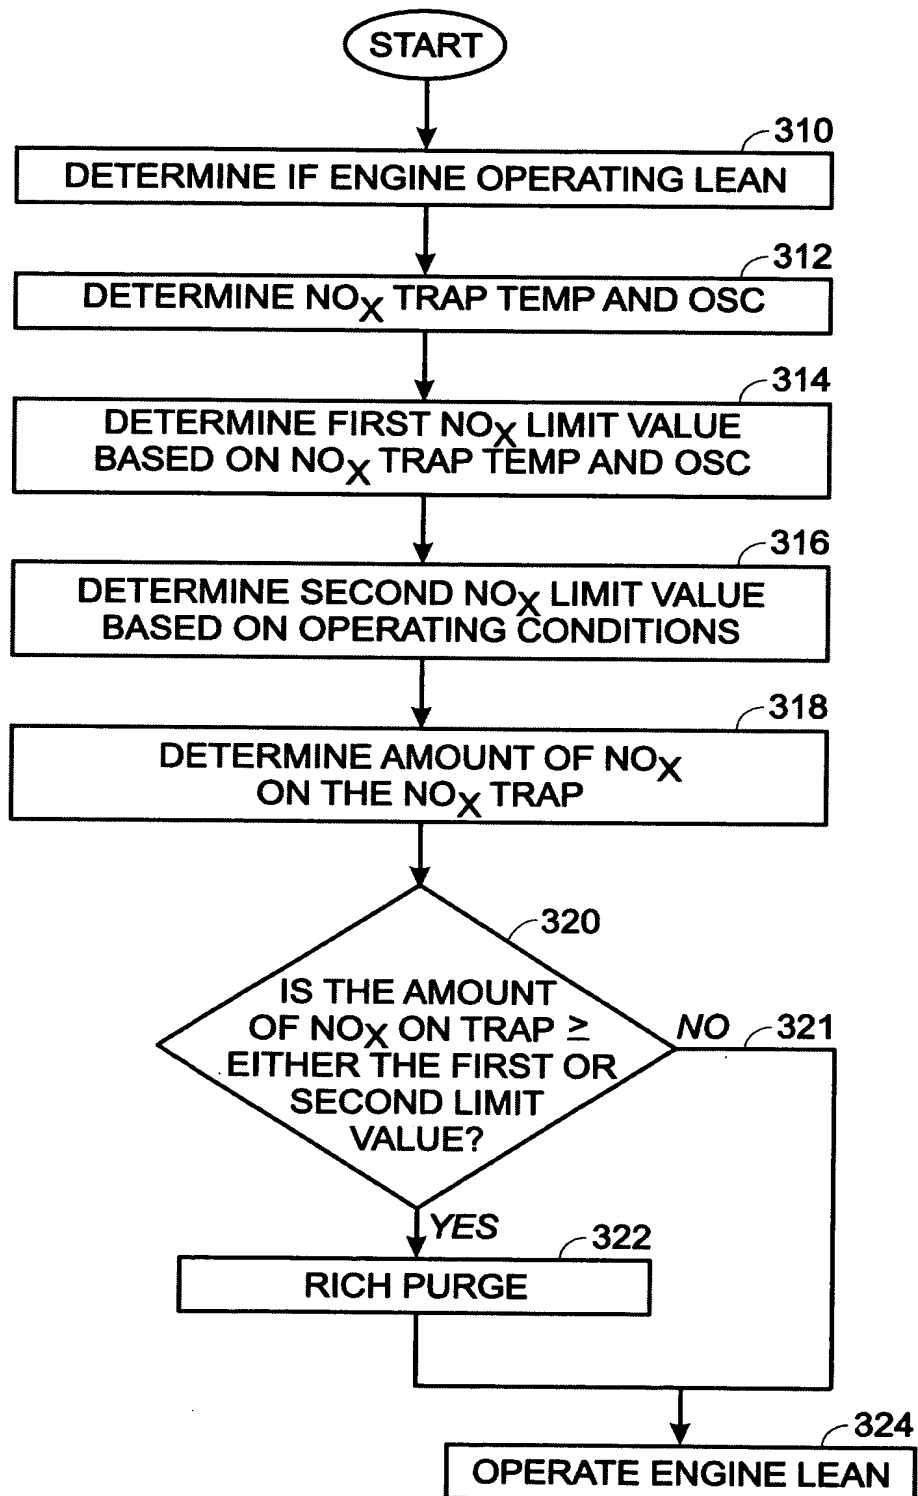 START
310
DETERMINE IF ENGINE OPERATING LEAN
312
DETERMINE NOX TRAP TEMP AND OSC
314
DETERMINE FIRST NOX LIMIT VALUE
BASED ON NOX TRAP TEMP AND OSC
316
DETERMINE SECOND NOX LIMIT VALUE
BASED ON OPERATING CONDITIONS
318
DETERMINE AMOUNT OF NOX
ON THE NOX TRAP
320
IS THE AMOUNT
OF NOX ON TRAP ≥
EITHER THE FIRST OR
SECOND LIMIT
VALUE?
NO
321
YES
322
RICH PURGE
324
OPERATE ENGINE LEAN